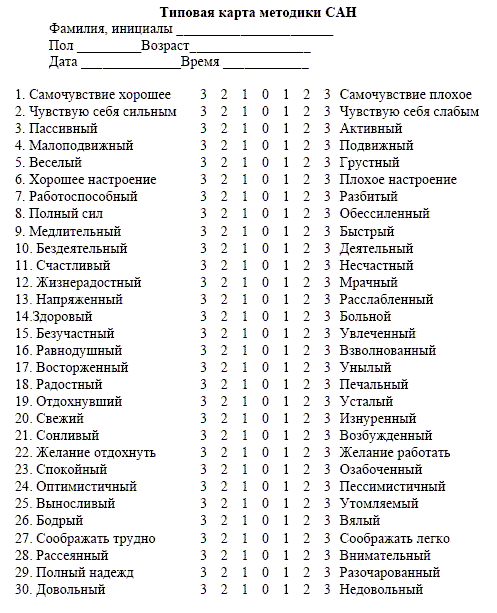 Типовая карта методики САН
Фамилия, инициалы ______________________
Пол _________Возраст_________________
Дата ______________Время ____________
1. Самочувствие хорошее 3 2 1 0 1 2 3 Самочувствие плохое
2. Чувствую себя сильным 3 2 1 0 1 2 3 Чувствую себя слабым
3. Пассивный 3 2 1 0 1 2 3 Активный
4. Малоподвижный 3 2 1 0 1 2 3 Подвижный
5. Веселый 3 2 1 0 1 2 3 Грустный
6. Хорошее настроение 3 2 1 0 1 2 3 Плохое настроение
7. Работоспособный 3 2 1 0 1 2 3 Разбитый
8. Полный сил 3 2 1 0 1 2 3 Обессиленный
9. Медлительный 3 2 1 0 1 2 3 Быстрый
10. Бездеятельный 3 2 1 0 1 2 3 Деятельный
11. Счастливый 3 2 1 0 1 2 3 Несчастный
12. Жизнерадостный 3 2 1 0 1 2 3 Мрачный
13. Напряженный 3 2 1 0 1 2 3 Расслабленный
14.Здоровый 3 2 1 0 1 2 3 Больной
15. Безучастный 3 2 1 0 1 2 3 Увлеченный
16. Равнодушный 3 2 1 0 1 2 3 Взволнованный
17. Восторженный 3 2 1 0 1 2 3 Унылый
18. Радостный 3 2 1 0 1 2 3 Печальный
19. Отдохнувший 3 2 1 0 1 2 3 Усталый
20. Свежий 3 2 1 0 1 2 3 Изнуренный
21. Сонливый 3 2 1 0 1 2 3 Возбужденный
22. Желание отдохнуть 3 2 1 0 1 2 3 Желание работать
23. Спокойный 3 2 1 0 1 2 3 Озабоченный
24. Оптимистичный 3 2 1 0 1 2 3 Пессимистичный
25. Выносливый 3 2 1 0 1 2 3 Утомляемый
26. Бодрый 3 2 1 0 1 2 3 Вялый
27. Соображать трудно 3 2 1 0 1 2 3 Соображать легко
28. Рассеянный 3 2 1 0 1 2 3 Внимательный
29. Полный надежд 3 2 1 0 1 2 3 Разочарованный
30. Довольный 3 2 1 0 1 2 3 Недовольный